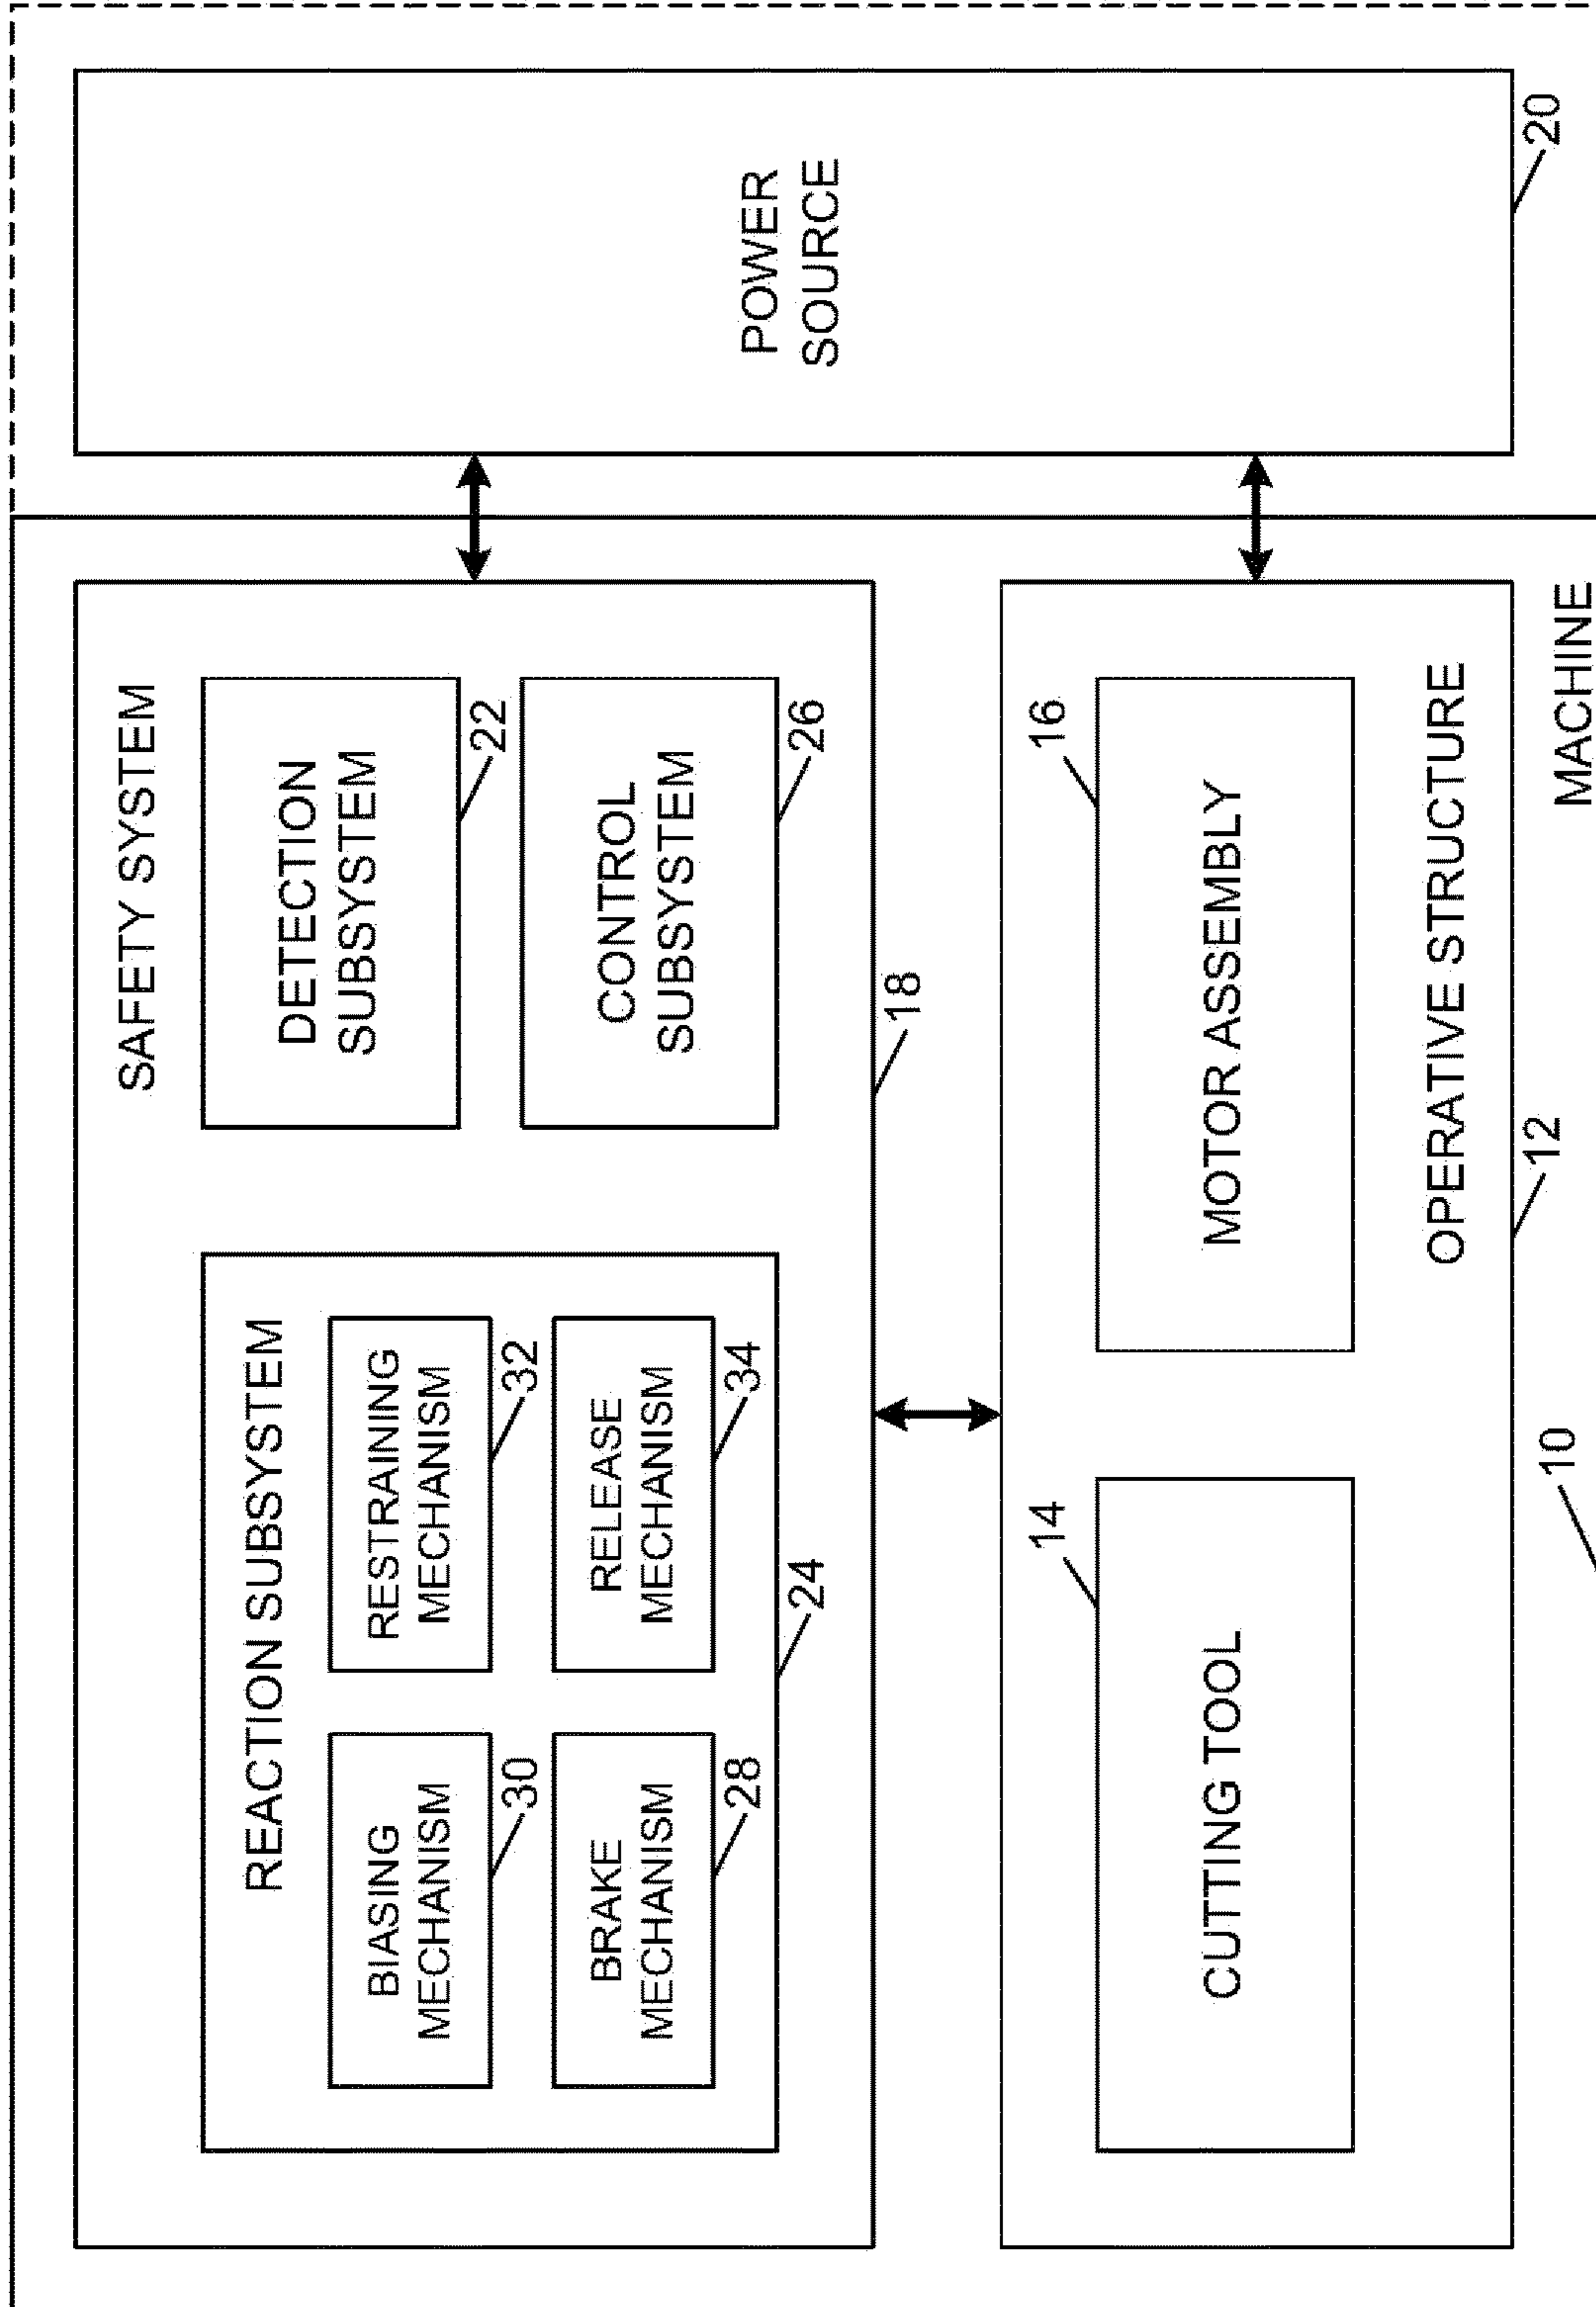 SAFETY SYSTEM
REACTION SUBSYSTEM
BIASING
MECHANISM
30
RESTRAINING
MECHANISM
32
BRAKE
MECHANISM
28
RELEASE
MECHANISM
34
24
DETECTION
SUBSYSTEM
22
CONTROL
SUBSYSTEM
26
18
POWER
SOURCE
20
14
CUTTING TOOL
16
MOTOR ASSEMBLY
OPERATIVE STRUCTURE
12
10
MACHINE